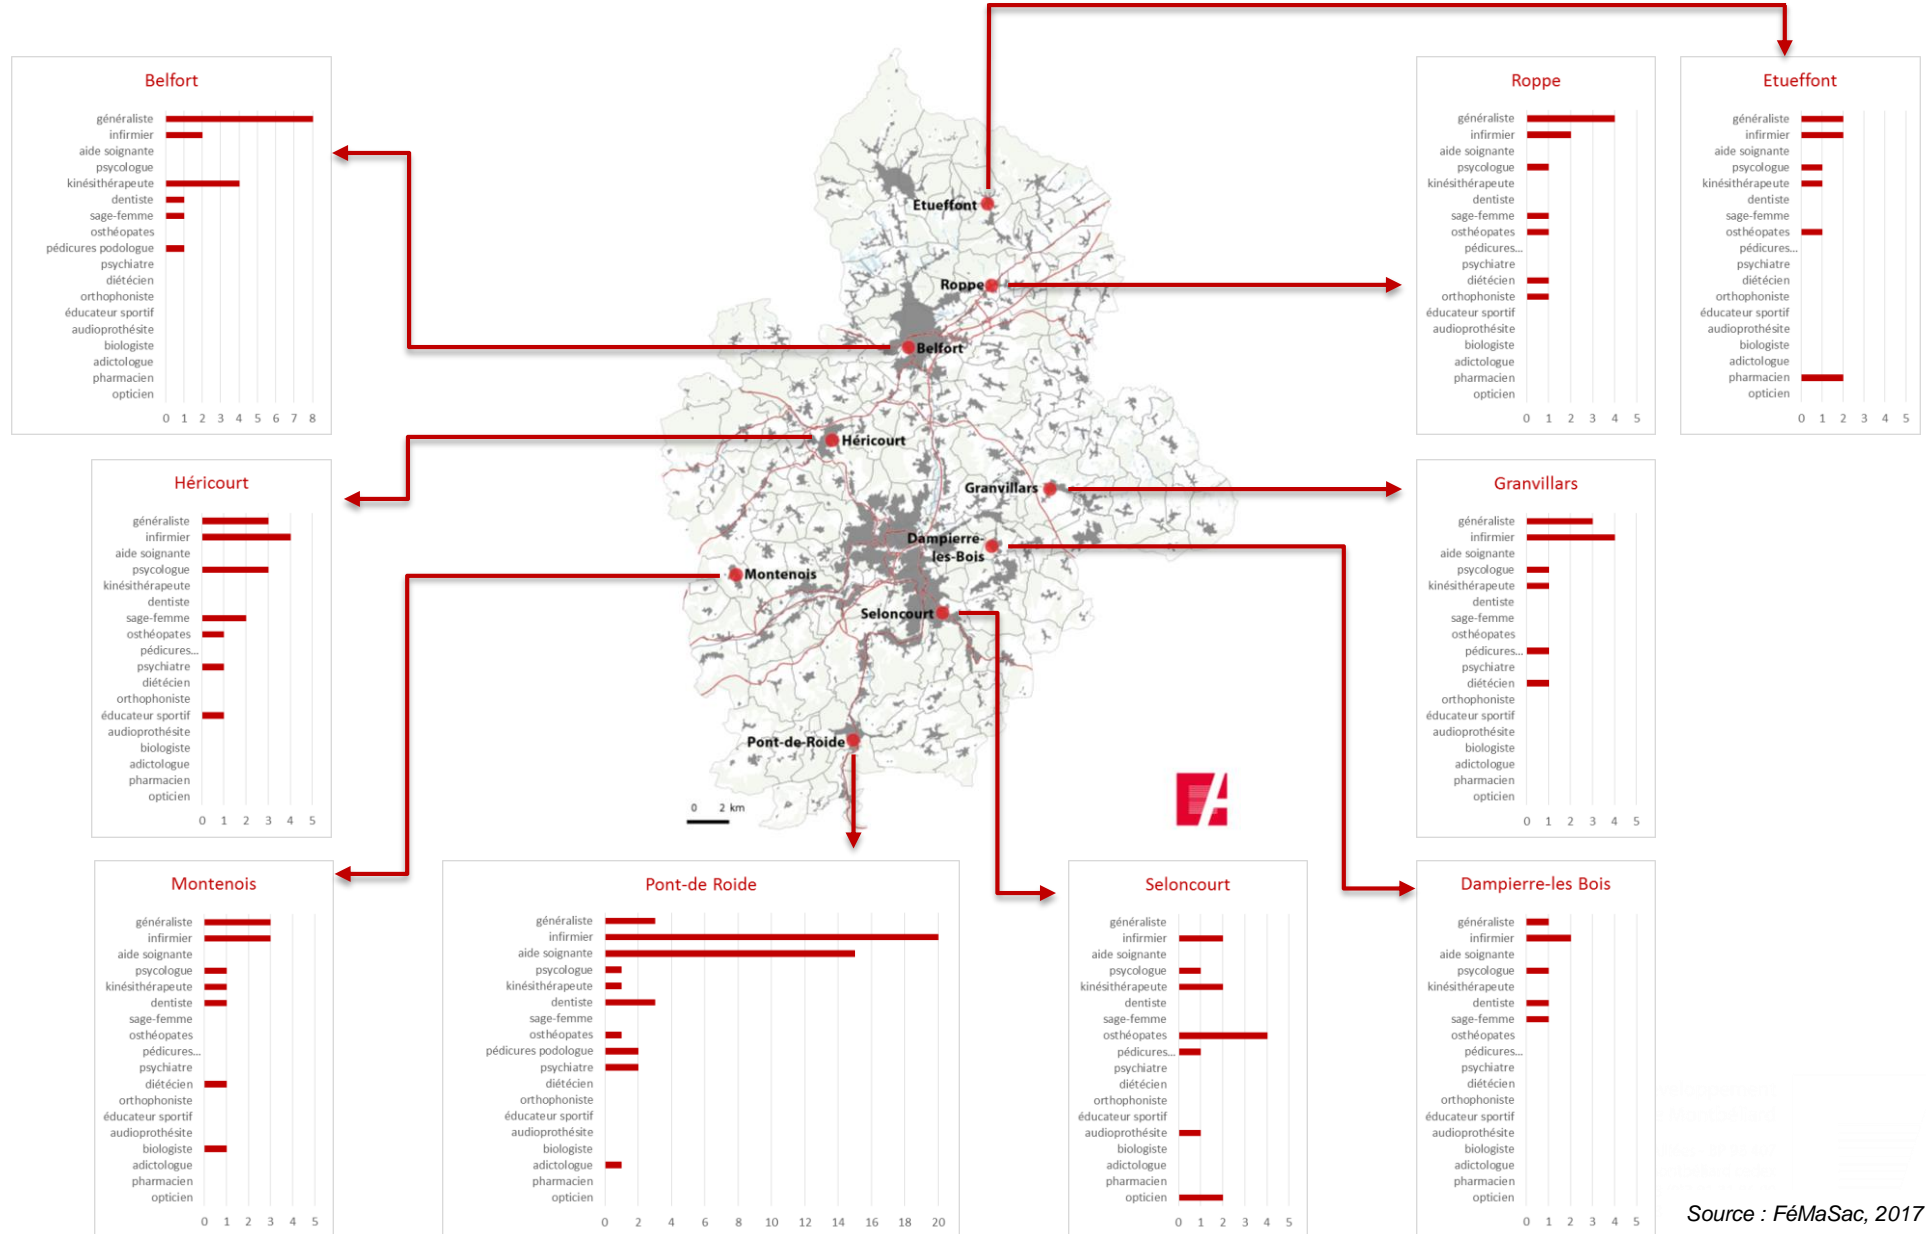 Belfort
généraliste
infirmier
aide soignante
psycologue
kinésithérapeute
dentiste
sage-femme
osthéopates
pédicures podologue
psychiatre
diétécien
orthophoniste
éducateur sportif
audioprothésite
biologiste
adictologue
pharmacien
opticien
0 1 2 3 4 5 6 7 8
Roppe
généraliste
infirmier
aide soignante
psycologue
kinésithérapeute
dentiste
sage-femme
osthéopates
pédicures...
psychiatre
diétécien
orthophoniste
éducateur sportif
audioprothésite
biologiste
adictologue
pharmacien
opticien
0 1 2 3 4 5
Etueffont
généraliste
infirmier
aide soignante
psycologue
kinésithérapeute
dentiste
sage-femme
osthéopates
pédicures...
psychiatre
diétécien
orthophoniste
éducateur sportif
audioprothésite
biologiste
adictologue
pharmacien
opticien
0 1 2 3 4 5
Etueffont
Roppe
Belfort
Héricourt
Granvillars
Dampierre-
les-Bois
Montenois
Seloncourt
Pont-de-Roide
0 2 km
Héricourt
généraliste
infirmier
aide soignante
psycologue
kinésithérapeute
dentiste
sage-femme
osthéopates
pédicures...
psychiatre
diétécien
orthophoniste
éducateur sportif
audioprothésite
biologiste
adictologue
pharmacien
opticien
0 1 2 3 4 5
Granvillars
généraliste
infirmier
aide soignante
psycologue
kinésithérapeute
dentiste
sage-femme
osthéopates
pédicures...
psychiatre
diétécien
orthophoniste
éducateur sportif
audioprothésite
biologiste
adictologue
pharmacien
opticien
0 1 2 3 4 5
Montenois
généraliste
infirmier
aide soignante
psycologue
kinésithérapeute
dentiste
sage-femme
osthéopates
pédicures...
psychiatre
diétécien
orthophoniste
éducateur sportif
audioprothésite
biologiste
adictologue
pharmacien
opticien
0 1 2 3 4 5
Pont-de Roide
généraliste
infirmier
aide soignante
psycologue
kinésithérapeute
dentiste
sage-femme
osthéopates
pédicures podologue
psychiatre
diétécien
orthophoniste
éducateur sportif
audioprothésite
biologiste
adictologue
pharmacien
opticien
0 2 4 6 8 10 12 14 16 18 20
Seloncourt
généraliste
infirmier
aide soignante
psycologue
kinésithérapeute
dentiste
sage-femme
osthéopates
pédicures...
psychiatre
diétécien
orthophoniste
éducateur sportif
audioprothésite
biologiste
adictologue
pharmacien
opticien
0 1 2 3 4 5
Dampierre-les Bois
généraliste
infirmier
aide soignante
psycologue
kinésithérapeute
dentiste
sage-femme
osthéopates
pédicures...
psychiatre
diétécien
orthophoniste
éducateur sportif
audioprothésite
biologiste
adictologue
pharmacien
opticien
0 1 2 3 4 5
Source : FéMaSac, 2017